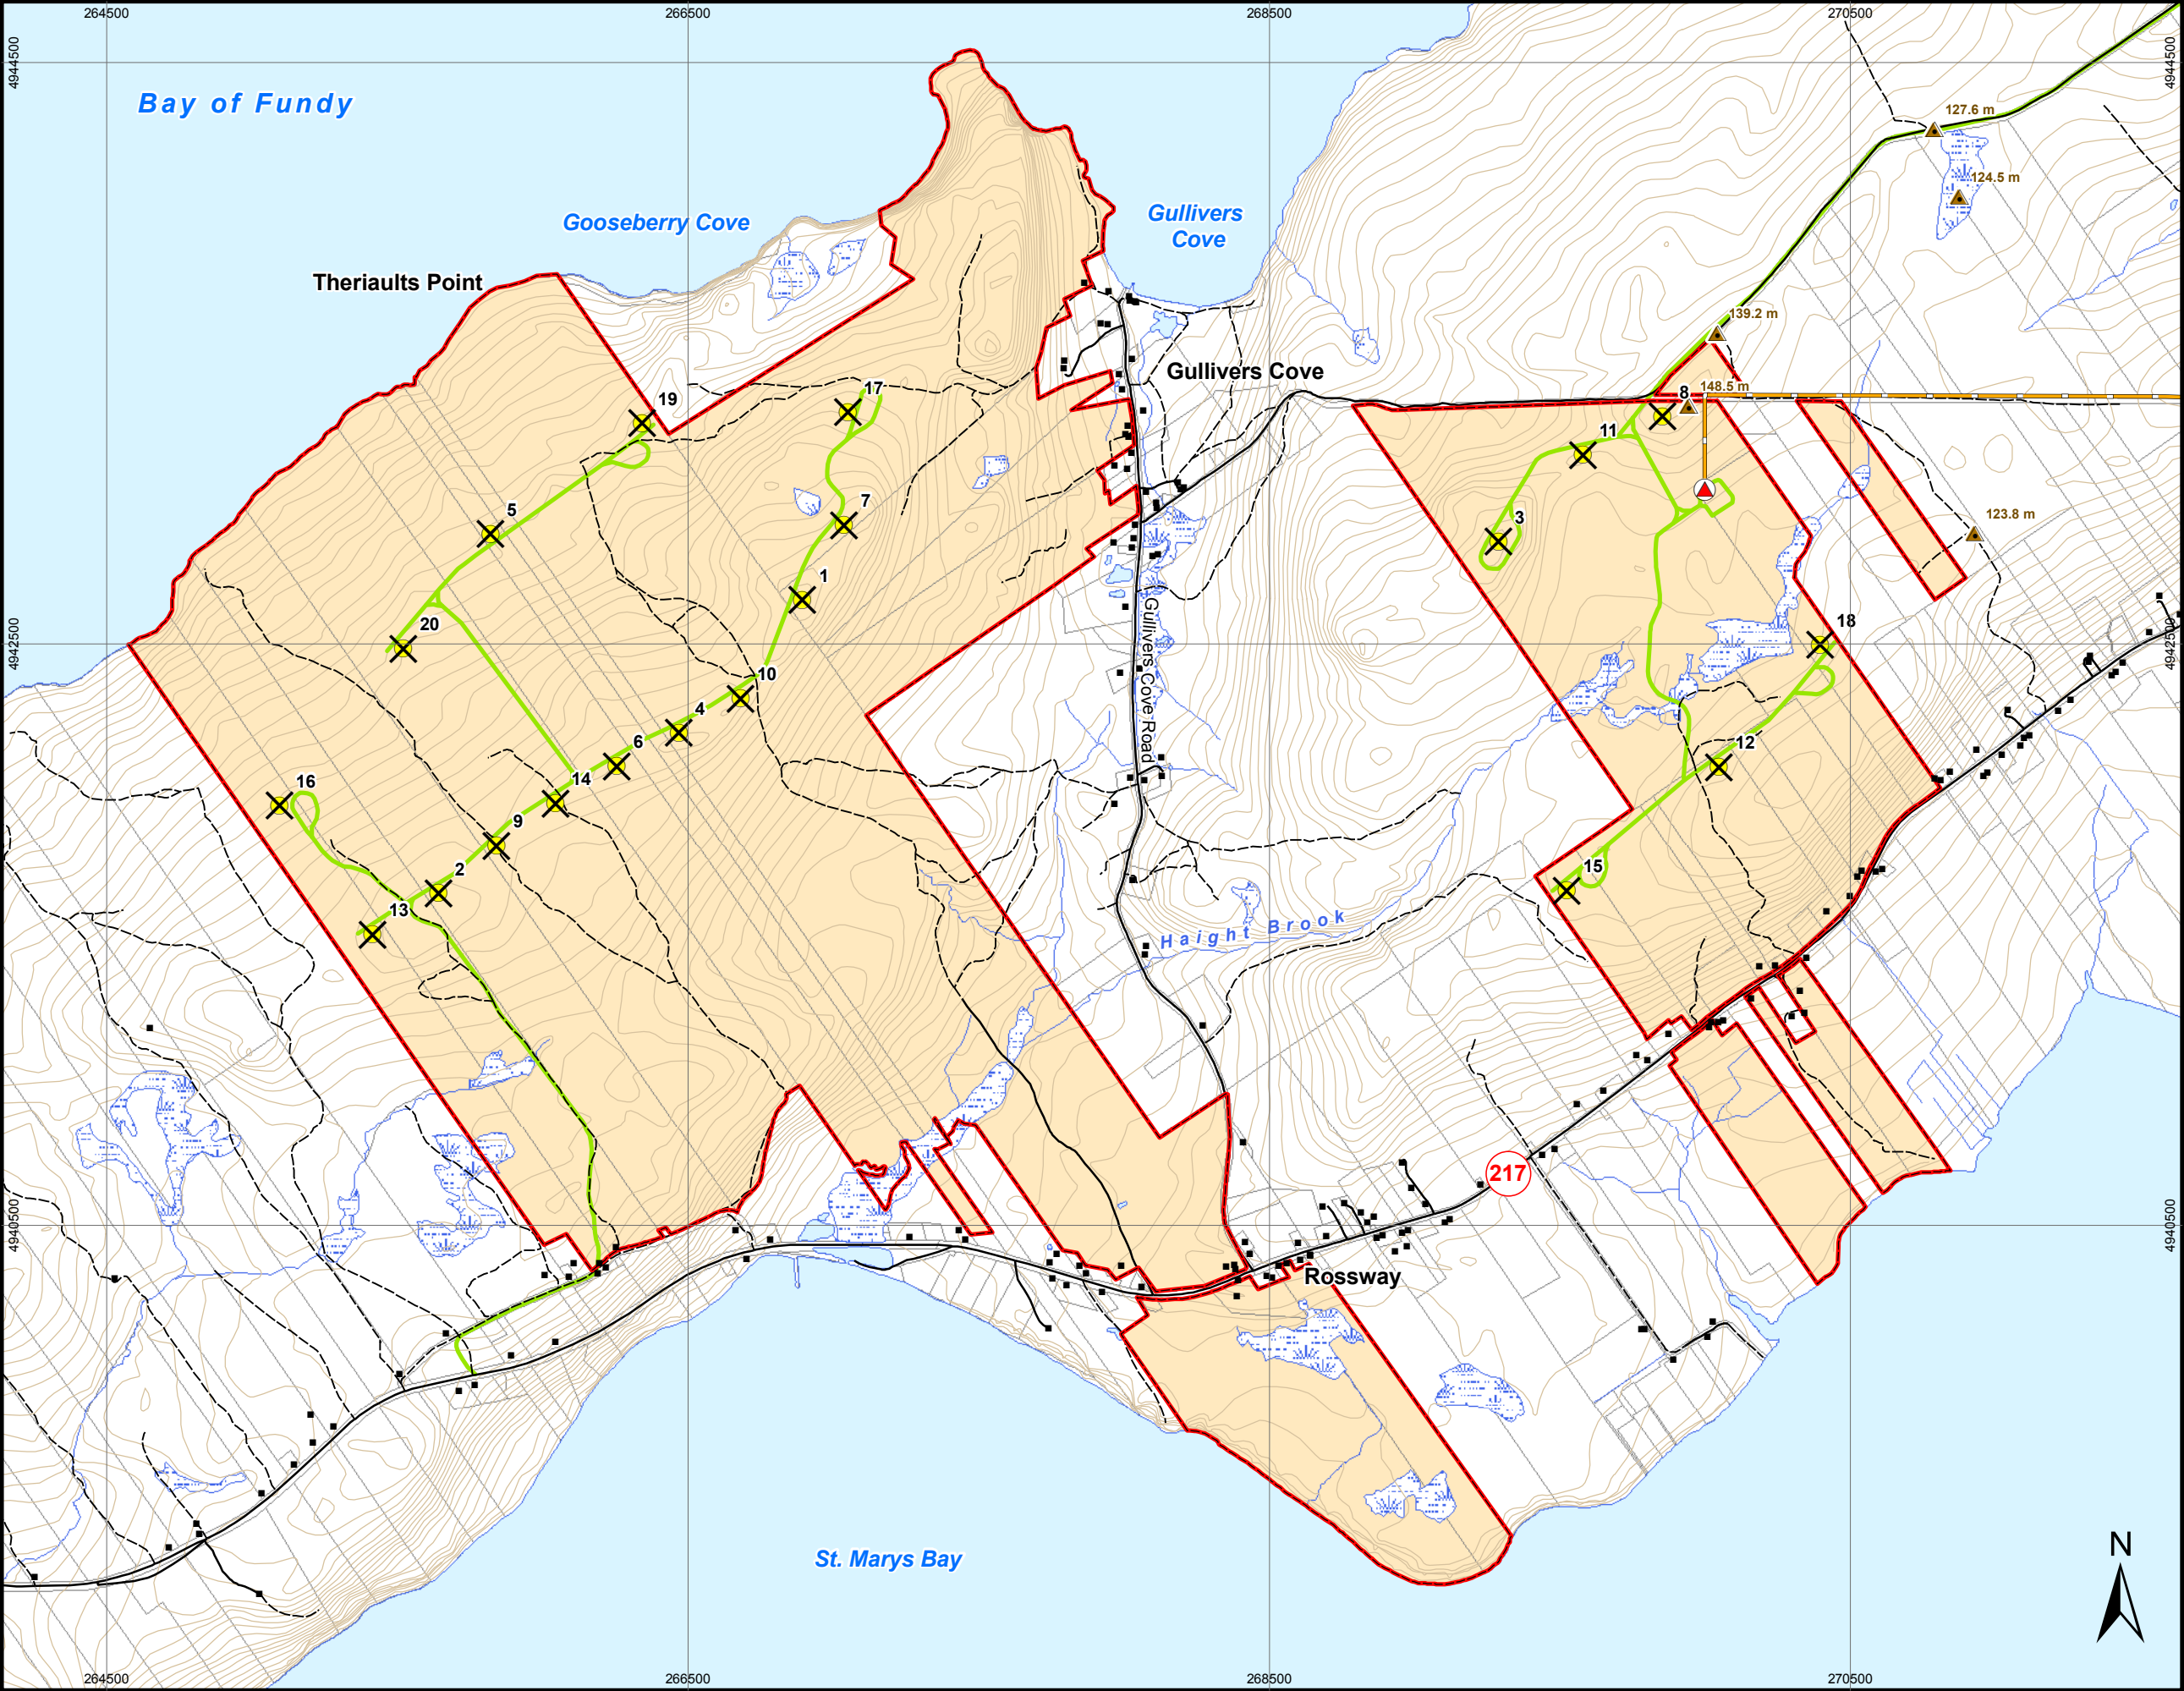 264500
266500
268500
270500
4944500
4944500
Bay of Fundy
127.6 m
124.5 m
Gooseberry Cove
Gullivers
Cove
Theriaults Point
139.2 m
Gullivers Cove
148.5 m
8
19
17
11
5
7
3
123.8 m
1
20
18
4942500
4942500
Gullivers Cove Road
10
4
6
12
14
16
9
2
15
13
Haight Brook
217
4940500
4940500
Rossway
St. Marys Bay
N
264500
266500
268500
270500